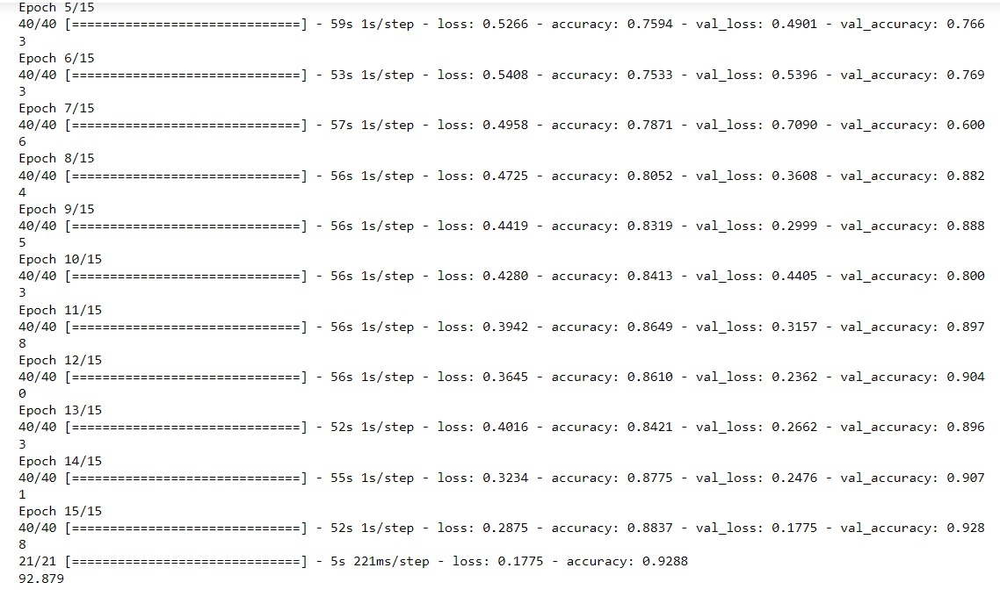 Epoch 5/15
40/40 [==============================] - 59s 1s/step - loss: 0.5266 - accuracy: 0.7594 - val_loss: 0.4901 - val_accuracy: 0.766
3
Epoch 6/15
40/40 [==============================] - 53s 1s/step - loss: 0.5408 - accuracy: 0.7533 - val_loss: 0.5396 - val_accuracy: 0.769
3
Epoch 7/15
40/40 [==============================] - 57s 1s/step - loss: 0.4958 - accuracy: 0.7871 - val_loss: 0.7090 - val_accuracy: 0.600
6
Epoch 8/15
40/40 [==============================] - 56s 1s/step - loss: 0.4725 - accuracy: 0.8052 - val_loss: 0.3608 - val_accuracy: 0.882
4
Epoch 9/15
40/40 [==============================] - 56s 1s/step - loss: 0.4419 - accuracy: 0.8319 - val_loss: 0.2999 - val_accuracy: 0.888
5
Epoch 10/15
40/40 [==============================] - 56s 1s/step - loss: 0.4280 - accuracy: 0.8413 - val_loss: 0.4405 - val_accuracy: 0.800
3
Epoch 11/15
40/40 [==============================] - 56s 1s/step - loss: 0.3942 - accuracy: 0.8649 - val_loss: 0.3157 - val_accuracy: 0.897
8
Epoch 12/15
40/40 [==============================] - 56s 1s/step - loss: 0.3645 - accuracy: 0.8610 - val_loss: 0.2362 - val_accuracy: 0.904
0
Epoch 13/15
40/40 [==============================] - 52s 1s/step - loss: 0.4016 - accuracy: 0.8421 - val_loss: 0.2662 - val_accuracy: 0.896
3
Epoch 14/15
40/40 [==============================] - 55s 1s/step - loss: 0.3234 - accuracy: 0.8775 - val_loss: 0.2476 - val_accuracy: 0.907
1
Epoch 15/15
40/40 [==============================] - 52s 1s/step - loss: 0.2875 - accuracy: 0.8837 - val_loss: 0.1775 - val_accuracy: 0.928
8
21/21 [==============================] - 5s 221ms/step - loss: 0.1775 - accuracy: 0.9288
92.879